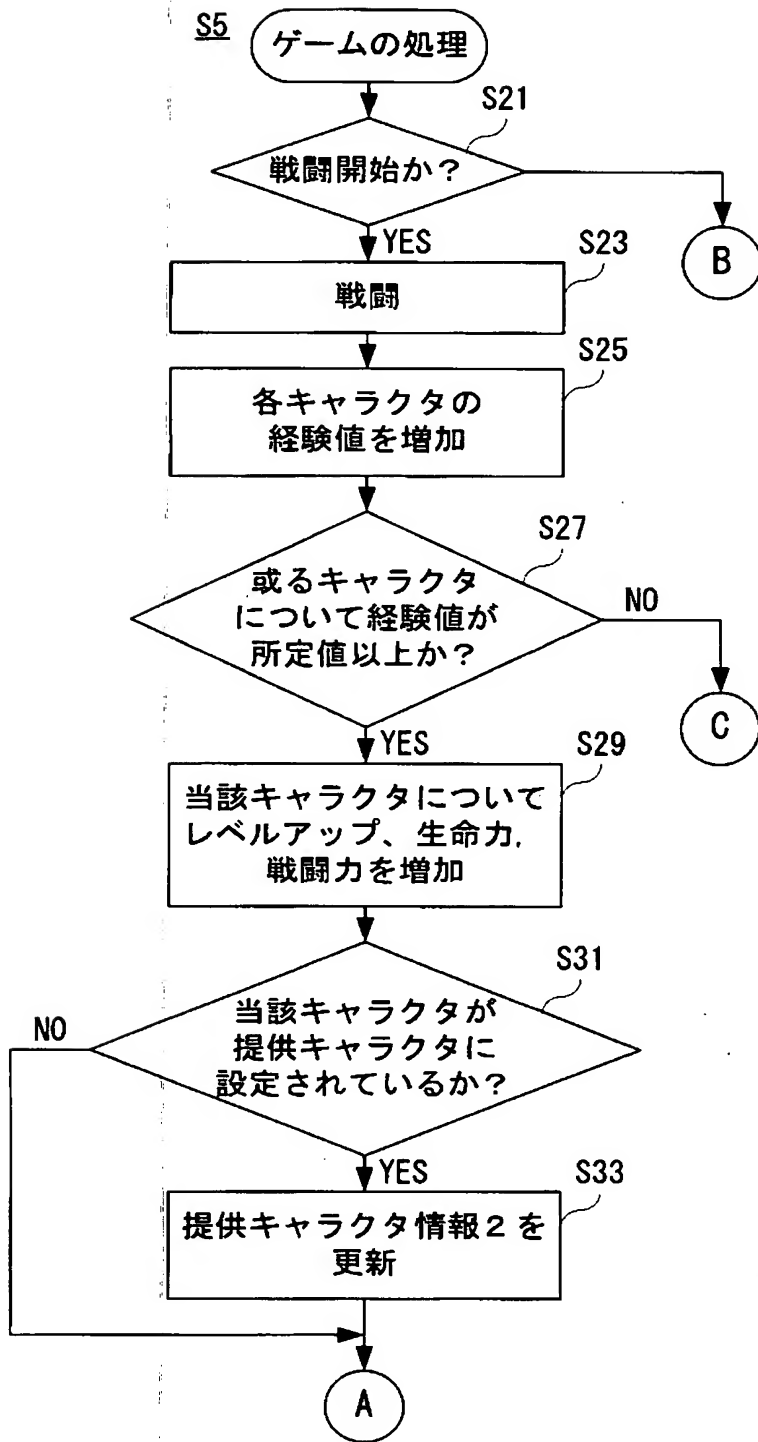 S5
ゲームの処理
S21
戦闘開始か？
YES
B
S23
戦闘
S25
各キャラクタの
経験値を増加
S27
或るキャラクタ
について経験値が
所定値以上か？
NO
YES
C
S29
当該キャラクタについて
レベルアップ、生命力,
戦闘力を増加
S31
当該キャラクタが
提供キャラクタに
設定されているか？
NO
YES
S33
提供キャラクタ情報２を
更新
A